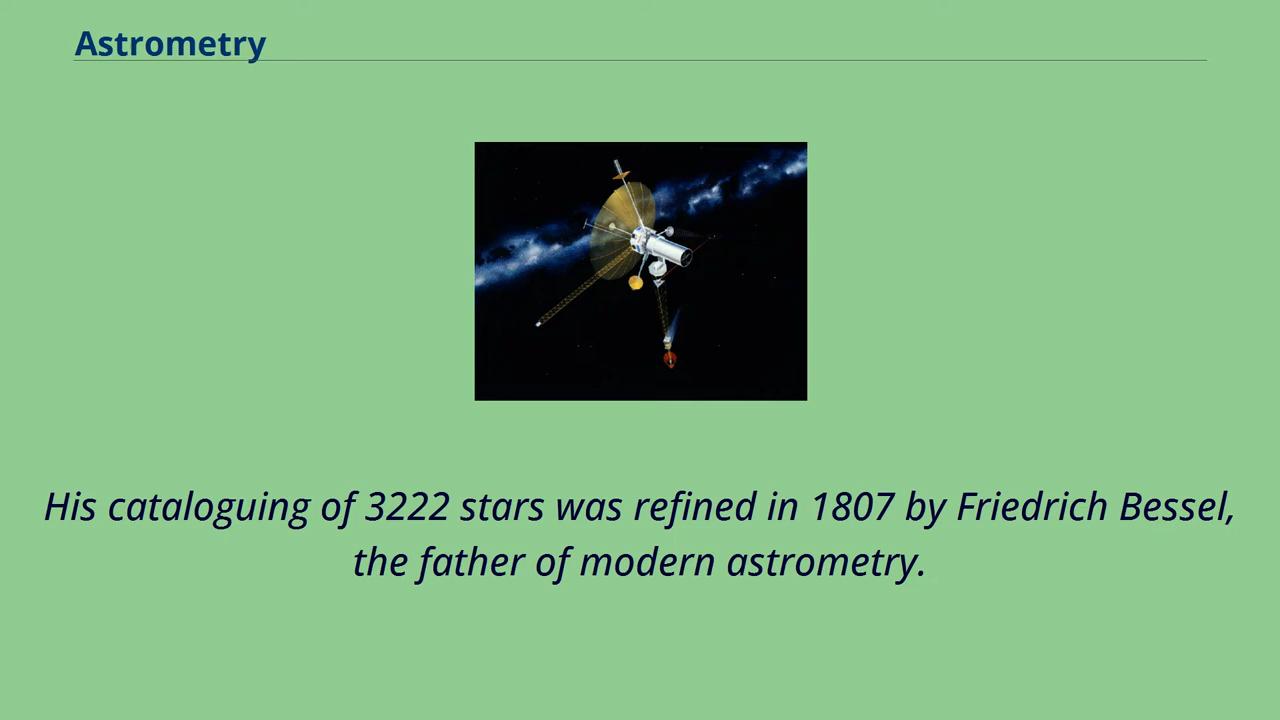 Astrometry
His cataloguing of 3222 stars was refined in 1807 by Friedrich Bessel,
the father of modern astrometry.